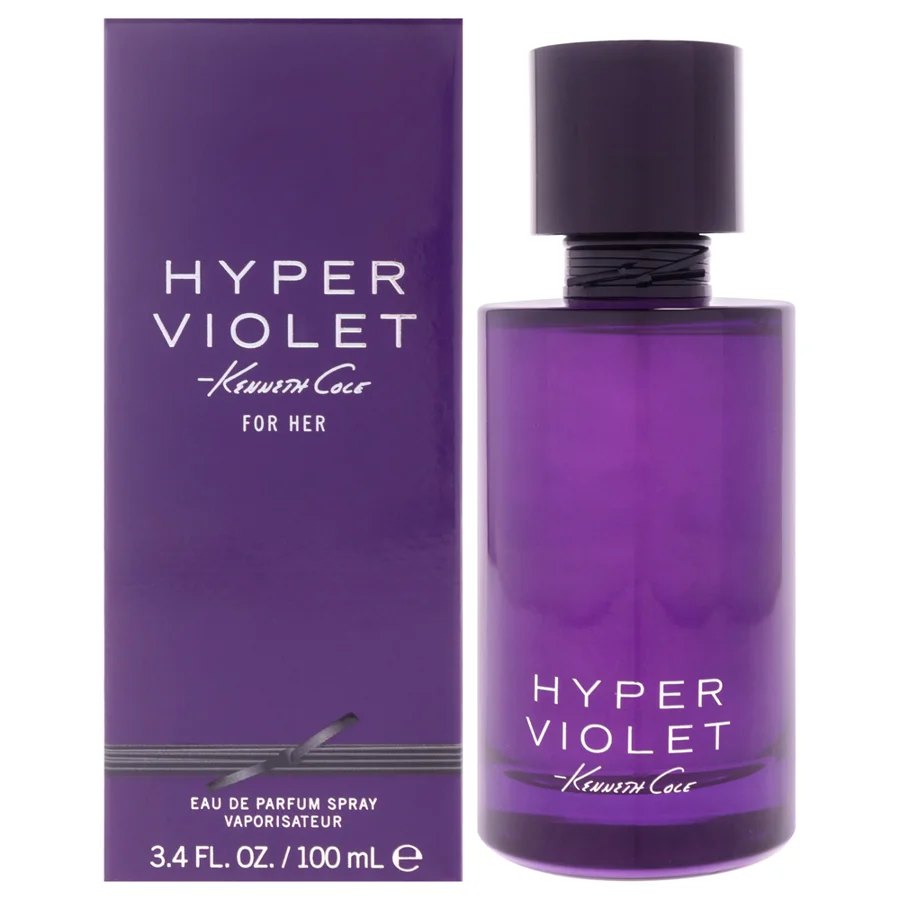 HYPER
VIOLET
-Kenneth Cole
FOR HER
EAU DE PARFUM SPRAY
VAPORISATEUR
3.4 FL. OZ. / 100 mL ℮
HYPER
VIOLET
-Kenneth Cole